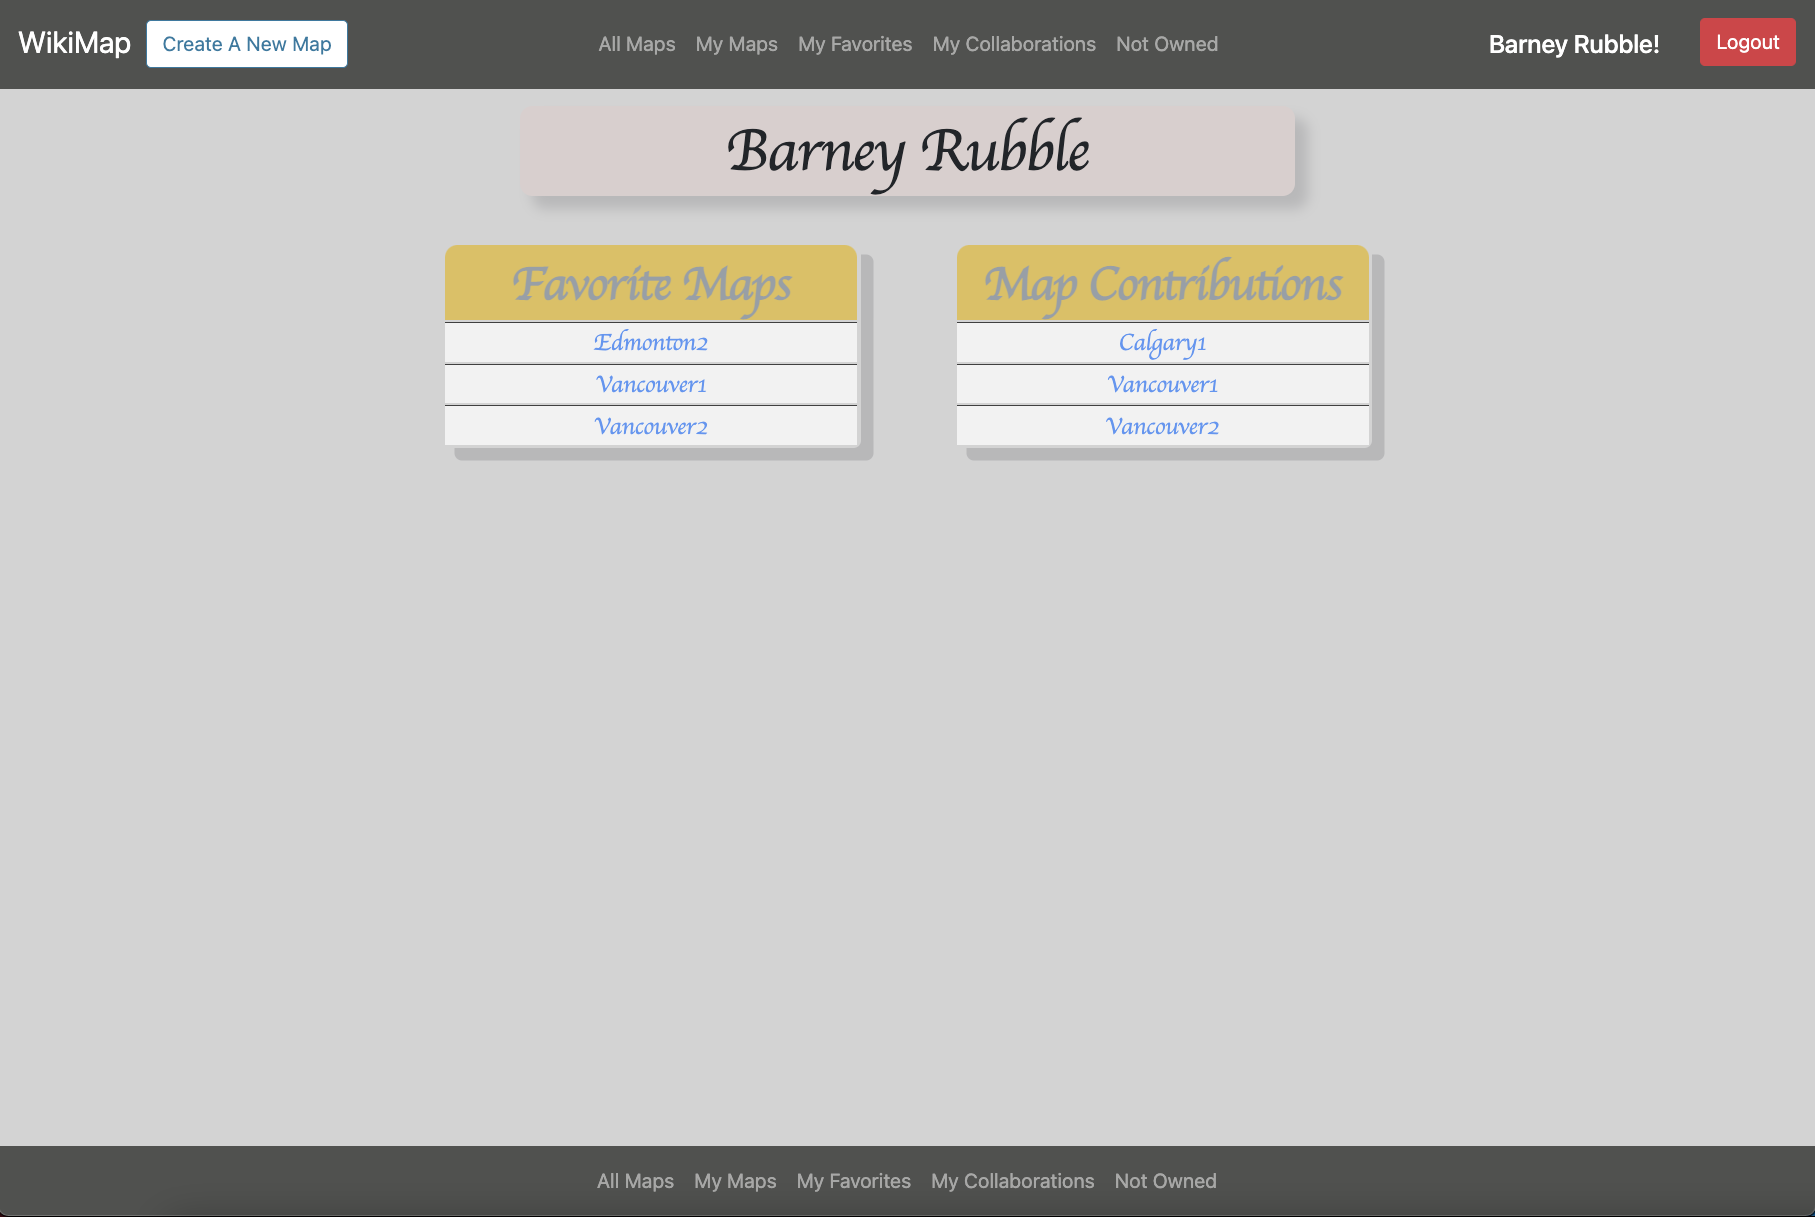 WikiMap Create A New Map All Maps My Maps My Favorites My Collaborations Not Owned Barney Rubble! Logout
Barney Rubble
Favorite Maps
Edmonton2
Vancouver1
Vancouver2
Map Contributions
Calgary1
Vancouver1
Vancouver2
All Maps My Maps My Favorites My Collaborations Not Owned